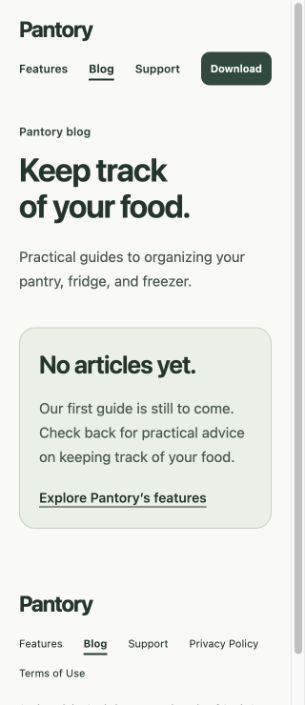 Pantory
Features Blog Support Download
Pantory blog
Keep track
of your food.
Practical guides to organizing your
pantry, fridge, and freezer.
No articles yet.
Our first guide is still to come.
Check back for practical advice
on keeping track of your food.
Explore Pantory’s features
Pantory
Features Blog Support Privacy Policy
Terms of Use